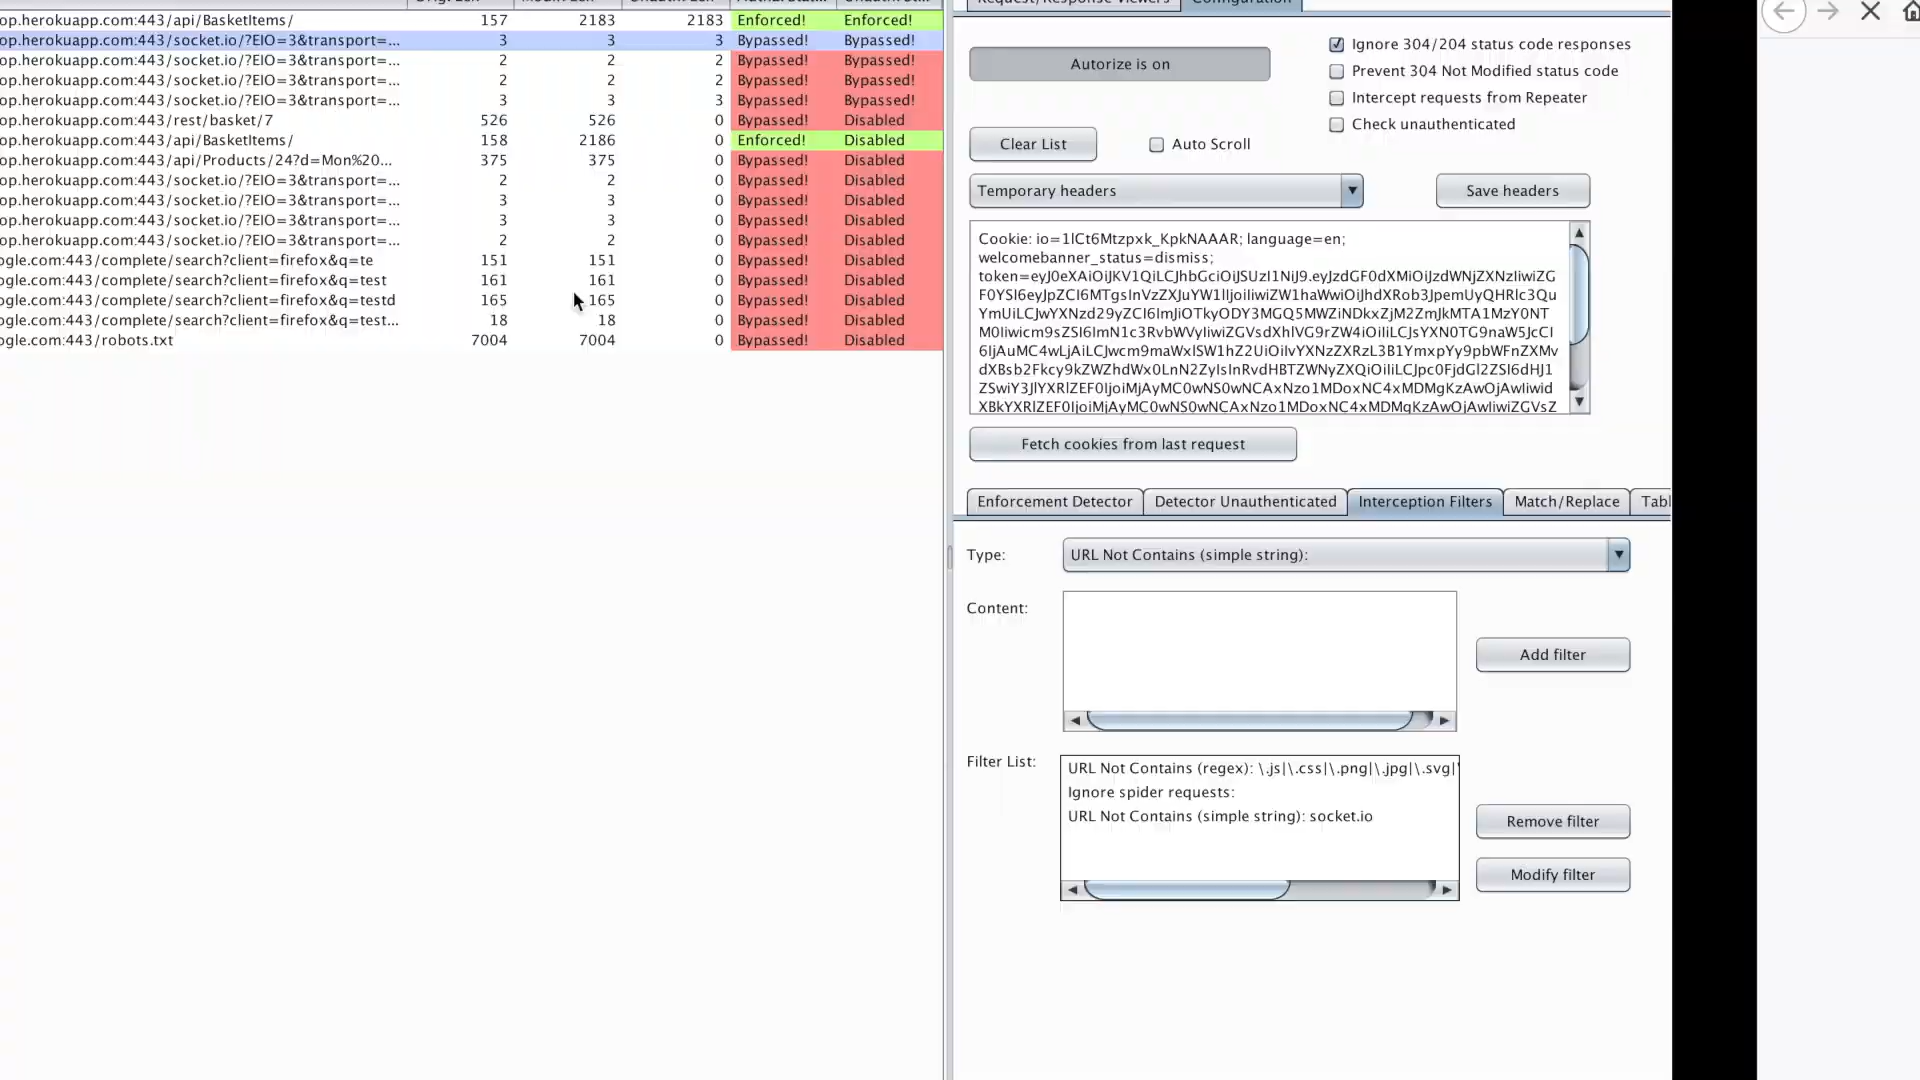 op.herokuapp.com:443/api/BasketItems/ 157 2183 2183 Enforced! Enforced!
op.herokuapp.com:443/socket.io/?EIO=3&transport=... 3 3 3 Bypassed! Bypassed!
op.herokuapp.com:443/socket.io/?EIO=3&transport=... 2 2 2 Bypassed! Bypassed!
op.herokuapp.com:443/socket.io/?EIO=3&transport=... 2 2 2 Bypassed! Bypassed!
op.herokuapp.com:443/socket.io/?EIO=3&transport=... 3 3 3 Bypassed! Bypassed!
op.herokuapp.com:443/rest/basket/7 526 526 0 Bypassed! Disabled
op.herokuapp.com:443/api/BasketItems/ 158 2186 0 Enforced! Disabled
op.herokuapp.com:443/api/Products/24?d=Mon%20... 375 375 0 Bypassed! Disabled
op.herokuapp.com:443/socket.io/?EIO=3&transport=... 2 2 0 Bypassed! Disabled
op.herokuapp.com:443/socket.io/?EIO=3&transport=... 3 3 0 Bypassed! Disabled
op.herokuapp.com:443/socket.io/?EIO=3&transport=... 3 3 0 Bypassed! Disabled
op.herokuapp.com:443/socket.io/?EIO=3&transport=... 2 2 0 Bypassed! Disabled
ogle.com:443/complete/search?client=firefox&q=te 151 151 0 Bypassed! Disabled
ogle.com:443/complete/search?client=firefox&q=test 161 161 0 Bypassed! Disabled
ogle.com:443/complete/search?client=firefox&q=testd 165 165 0 Bypassed! Disabled
ogle.com:443/complete/search?client=firefox&q=test... 18 18 0 Bypassed! Disabled
ogle.com:443/robots.txt 7004 7004 0 Bypassed! Disabled
Request/Response Viewers Configuration
Autorize is on
Ignore 304/204 status code responses
Prevent 304 Not Modified status code
Intercept requests from Repeater
Check unauthenticated
Clear List
Auto Scroll
Temporary headers
Save headers
Cookie: io=1lCt6Mtzpxk_KpkNAAAR; language=en;
welcomebanner_status=dismiss;
Fetch cookies from last request
Enforcement Detector Detector Unauthenticated Interception Filters Match/Replace Tabl
Type: URL Not Contains (simple string):
Content:
Add filter
Filter List:
URL Not Contains (regex): \.js|\.css|\.png|\.jpg|\.svg|
Ignore spider requests:
URL Not Contains (simple string): socket.io
Remove filter
Modify filter